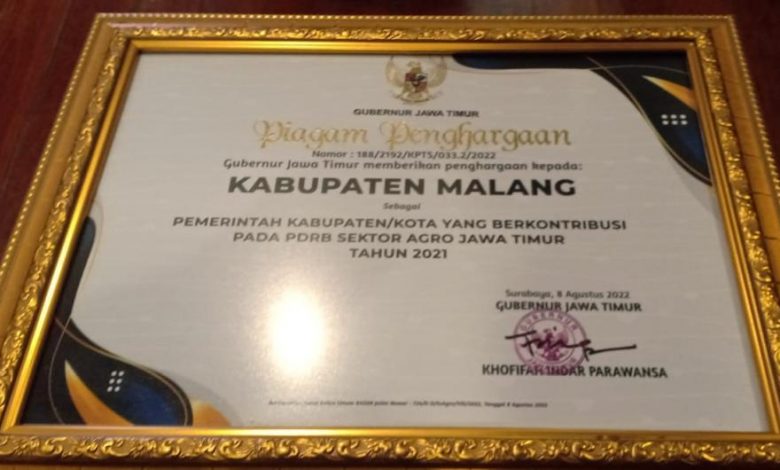 GUBERNUR JAWA TIMUR
Piagam Penghargaan
Nomor : 188/2192/KPTS/033.2/2022
Gubernur Jawa Timur memberikan penghargaan kepada:
KABUPATEN MALANG
Sebagai
PEMERINTAH KABUPATEN/KOTA YANG BERKONTRIBUSI
PADA PDRB SEKTOR AGRO JAWA TIMUR
TAHUN 2021
Surabaya, 8 Agustus 2022
GUBERNUR JAWA TIMUR
GUBERNUR
KHOFIFAH INDAR PARAWANSA